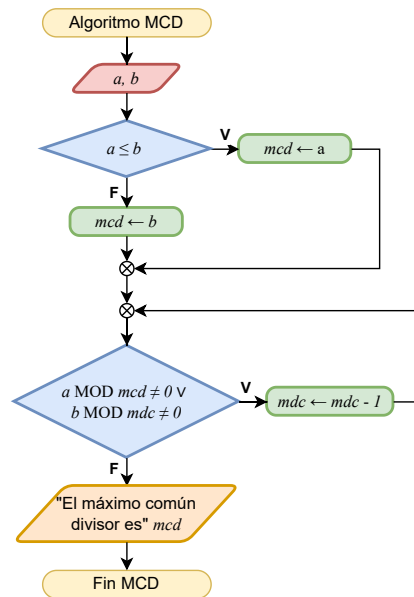 Algoritmo MCD
a, b
a ≤ b
V
mcd ← a
F
mcd ← b
a MOD mcd ≠ 0 ∨
b MOD mdc ≠ 0
V
mdc ← mdc - 1
F
"El máximo común
divisor es" mcd
Fin MCD